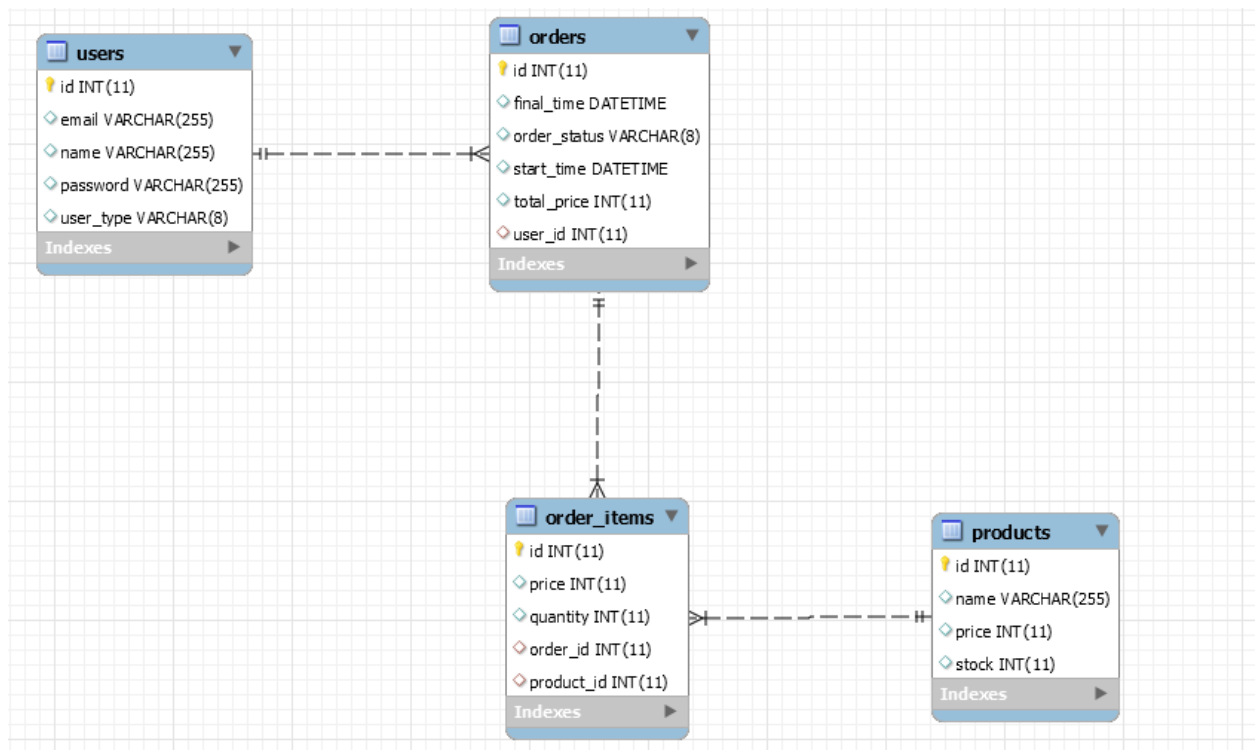 users
id INT(11)
email VARCHAR(255)
name VARCHAR(255)
password VARCHAR(255)
user_type VARCHAR(8)
Indexes
orders
id INT(11)
final_time DATETIME
order_status VARCHAR(8)
start_time DATETIME
total_price INT(11)
user_id INT(11)
Indexes
order_items
id INT(11)
price INT(11)
quantity INT(11)
order_id INT(11)
product_id INT(11)
Indexes
products
id INT(11)
name VARCHAR(255)
price INT(11)
stock INT(11)
Indexes